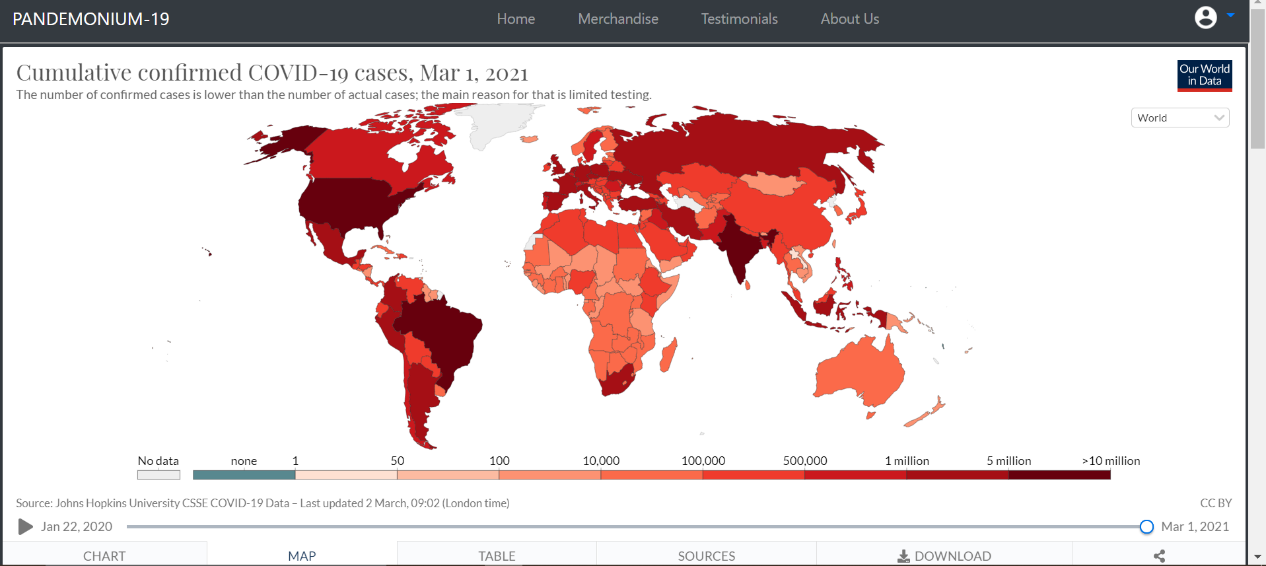 PANDEMONIUM-19 Home Merchandise Testimonials About Us
Cumulative confirmed COVID-19 cases, Mar 1, 2021
The number of confirmed cases is lower than the number of actual cases; the main reason for that is limited testing.
Our World
in Data
World
No data none 1 50 100 10,000 100,000 500,000 1 million 5 million >10 million
Source: Johns Hopkins University CSSE COVID-19 Data – Last updated 2 March, 09:02 (London time) CC BY
Jan 22, 2020 Mar 1, 2021
CHART MAP TABLE SOURCES DOWNLOAD